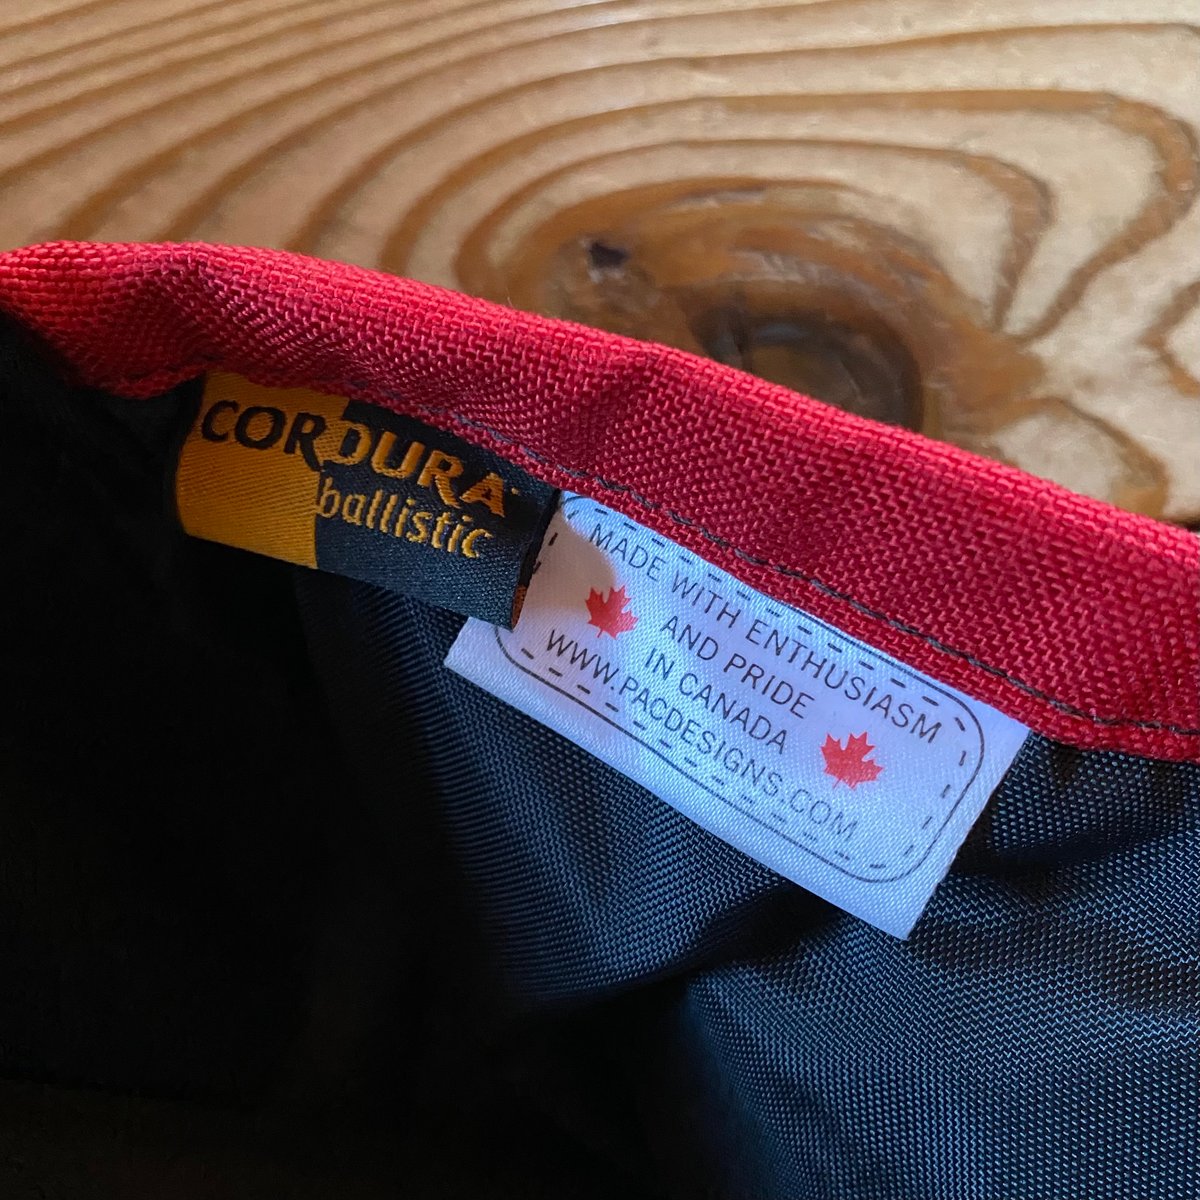 CORDURA
ballistic
MADE WITH ENTHUSIASM
AND PRIDE
IN CANADA
WWW.PACDESIGNS.COM